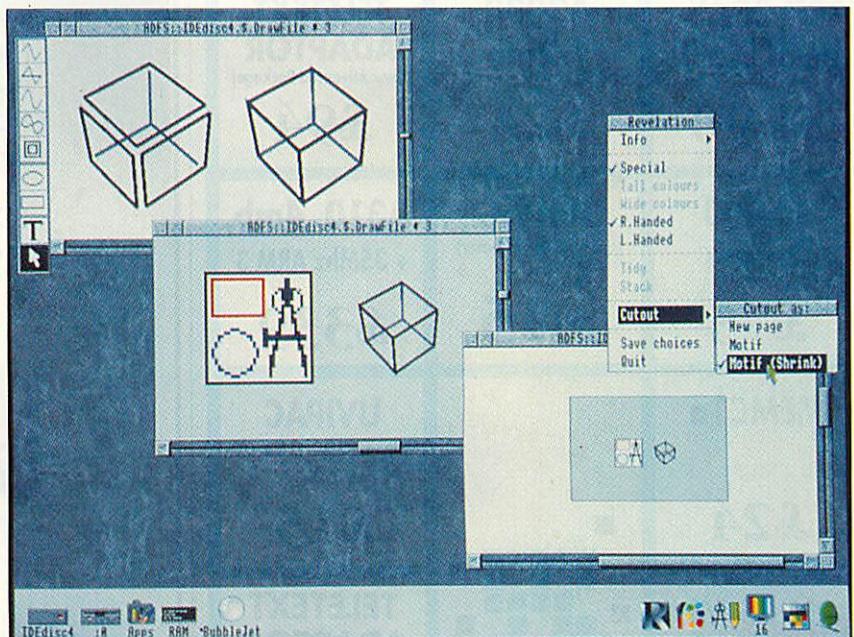 ADFS::IDEdisc4.$.DrawFile * 3
T
ADFS::IDEdisc4.$.DrawFile * 3
Revelation
Info
✓Special
Tall colours
Wide colours
✓R.Handed
L.Handed
Tidy
Stack
Cutout
Save choices
Quit
Cutout as:
New page
Motif
✓Motif (Shrink)
ADFS::ID
IDEdisc4
:0
Apps
RAM
BubbleJet
16
ADAPTOR
TELETEXT